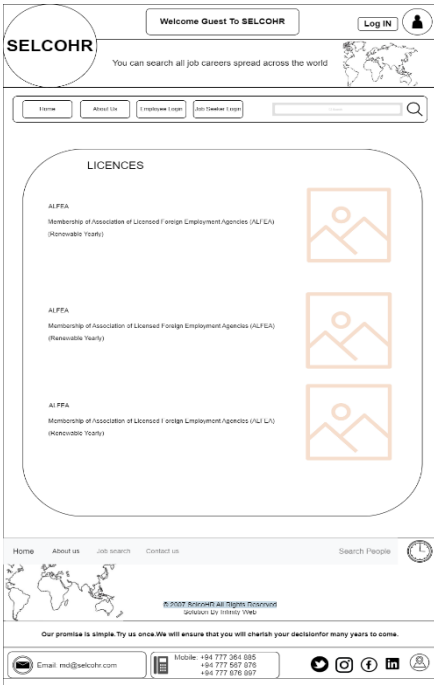 Welcome Guest To SELCOHR
Log IN
SELCOHR
You can search all job careers spread across the world
Home
About Us
Employee Login
Job Seeker Login
LICENCES
ALFEA
Membership of Association of Licensed Foreign Employment Agencies (ALFEA)
(Renewable Yearly)
ALFEA
Membership of Association of Licensed Foreign Employment Agencies (ALFEA)
(Renewable Yearly)
ALFEA
Membership of Association of Licensed Foreign Employment Agencies (ALFEA)
(Renewable Yearly)
Home
About us
Job search
Contact us
Search People
© 2007 SelcoHR All Rights Reserved
Solution By Infinity Web
Our promise is simple.Try us once.We will ensure that you will cherish your decisionfor many years to come.
Email: md@selcohr.com
Mobile: +94 777 364 885
+94 777 567 876
+94 777 876 897